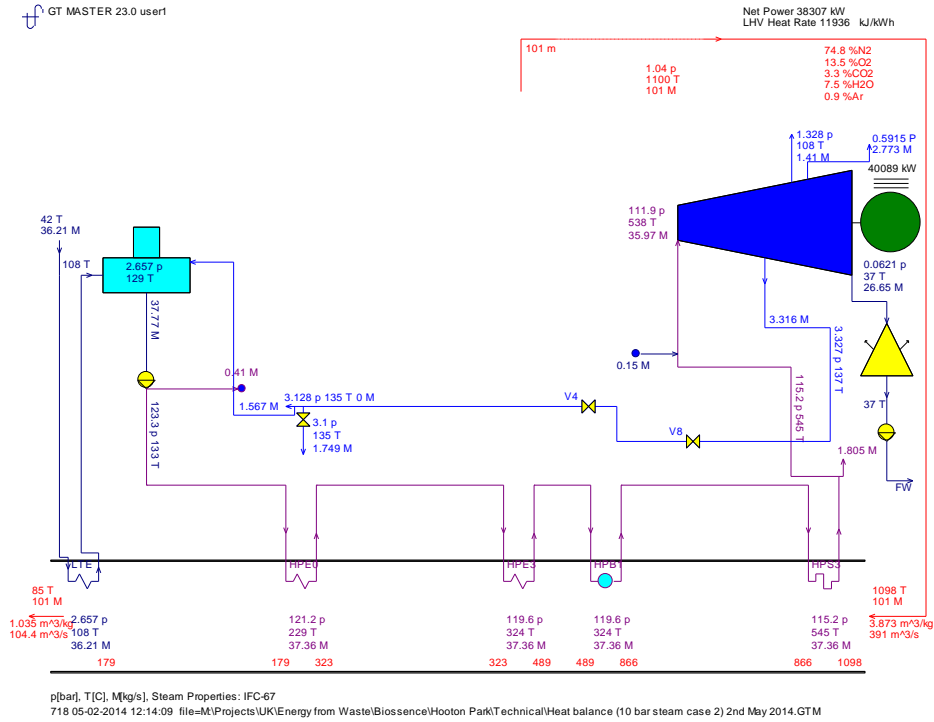 GT MASTER 23.0 user1
Net Power 38307 kW
LHV Heat Rate 11936 kJ/kWh
101 m
1.04 p
1100 T
101 M
74.8 %N2
13.5 %O2
3.3 %CO2
7.5 %H2O
0.9 %Ar
1.328 p
108 T
1.41 M
0.5915 P
2.773 M
40089 kW
111.9 p
538 T
35.97 M
42 T
36.21 M
108 T
2.657 p
129 T
0.0621 p
37 T
26.65 M
37.77 M
3.316 M
3.327 p 137 T
0.15 M
0.41 M
1.567 M
3.128 p 135 T 0 M
V4
3.1 p
135 T
1.749 M
V8
123.3 p 133 T
115.2 p 545 T
37 T
1.805 M
FW
LTE
HPE0
HPE3
HPB1
HPS3
85 T
101 M
1.035 m^3/kg
104.4 m^3/s
2.657 p
108 T
36.21 M
121.2 p
229 T
37.36 M
119.6 p
324 T
37.36 M
119.6 p
324 T
37.36 M
115.2 p
545 T
37.36 M
1098 T
101 M
3.873 m^3/kg
391 m^3/s
179
179 323
323 489
489 866
866 1098
p[bar], T[C], M[kg/s], Steam Properties: IFC-67
718 05-02-2014 12:14:09 file=M:\Projects\UK\Energy from Waste\Biossence\Hooton Park\Technical\Heat balance (10 bar steam case 2) 2nd May 2014.GTM